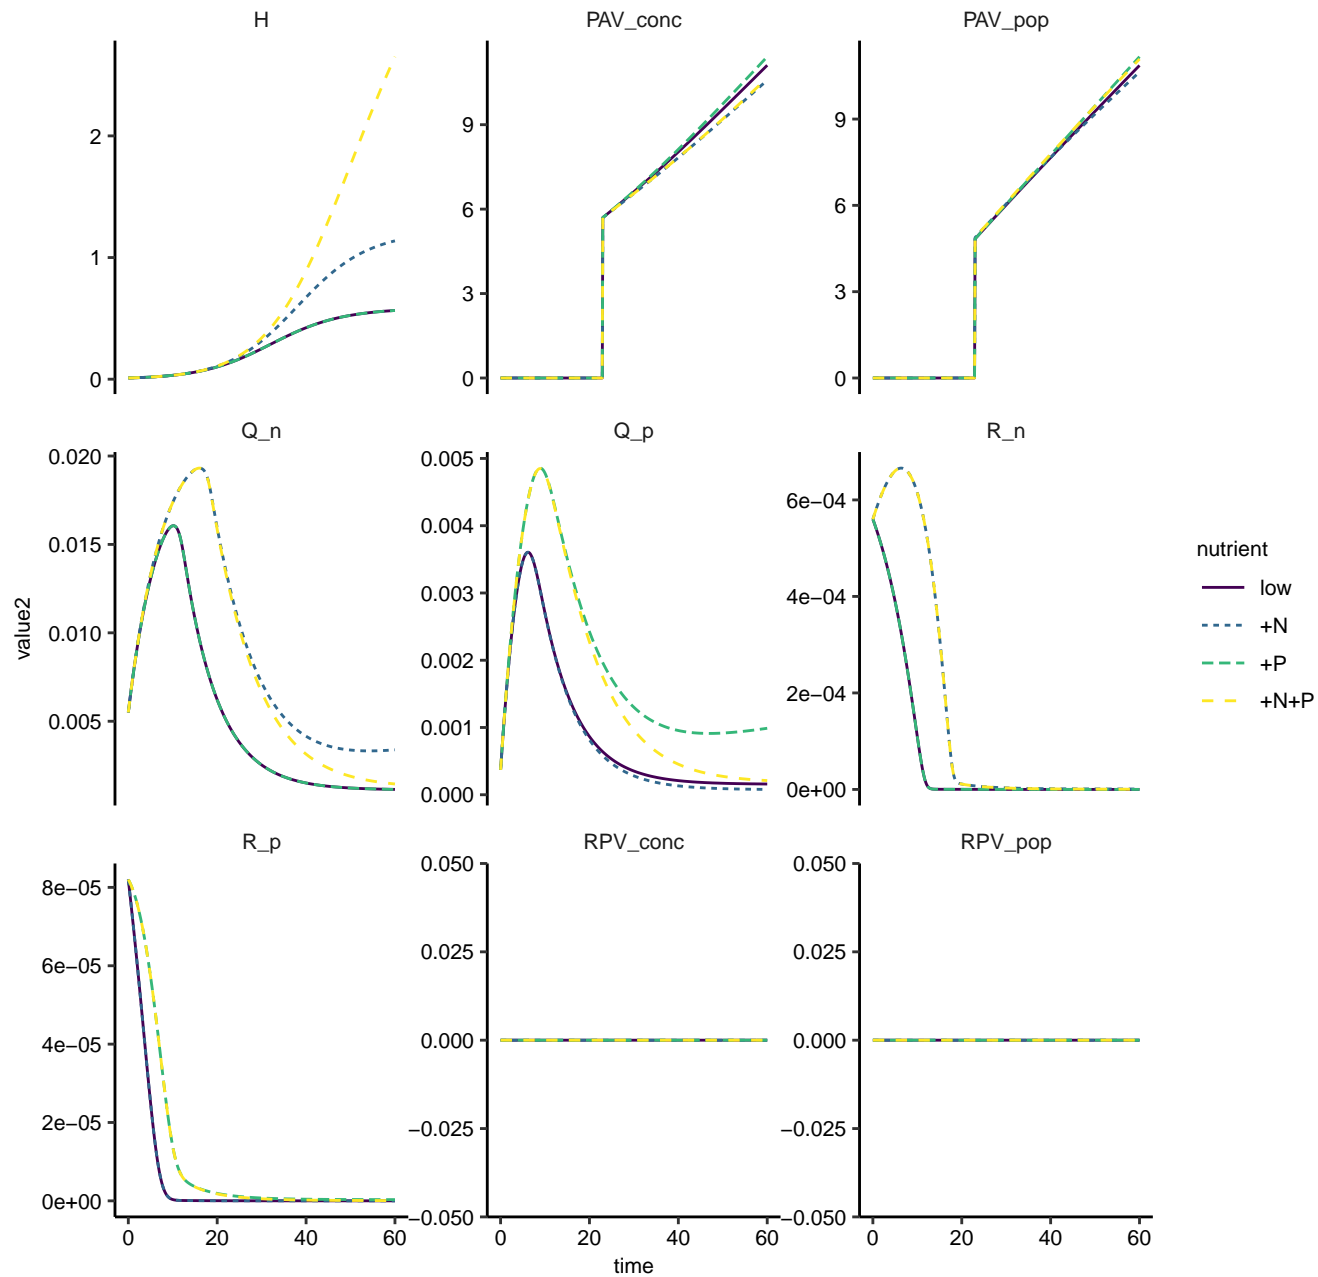 H
PAV_conc
PAV_pop
2
1
0
9
6
3
0
9
6
3
0
Q_n
Q_p
R_n
0.020
0.015
0.010
0.005
0.005
0.004
0.003
0.002
0.001
0.000
6e−04
4e−04
2e−04
0e+00
value2
nutrient
low
+N
+P
+N+P
R_p
RPV_conc
RPV_pop
8e−05
6e−05
4e−05
2e−05
0e+00
0.050
0.025
0.000
−0.025
−0.050
0.050
0.025
0.000
−0.025
−0.050
0 20 40 60
0 20 40 60
0 20 40 60
time